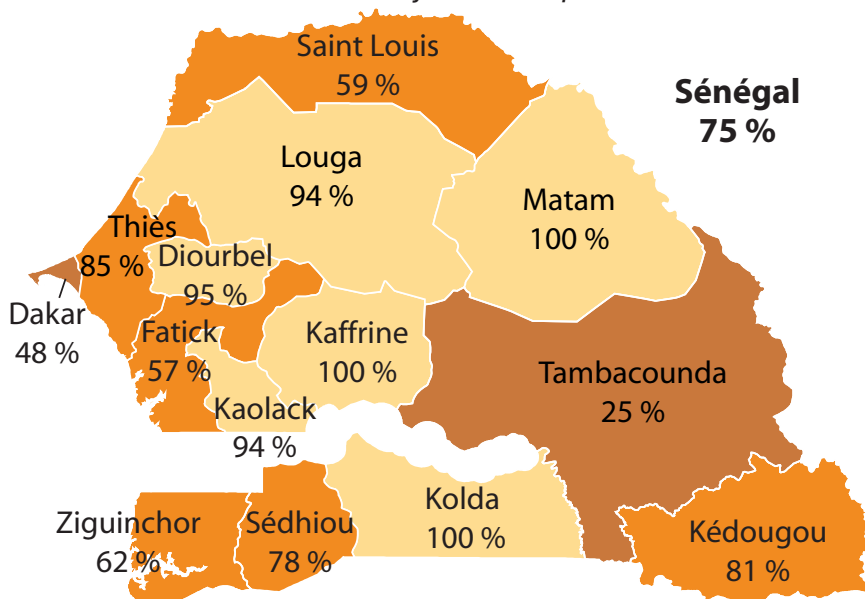 Saint Louis
59 %
Sénégal
75 %
Louga
94 %
Matam
100 %
Thiès
85 %
Diourbel
95 %
Dakar
48 %
Fatick
57 %
Kaffrine
100 %
Tambacounda
25 %
Kaolack
94 %
Kolda
100 %
Ziguinchor
62 %
Sédhiou
78 %
Kédougou
81 %